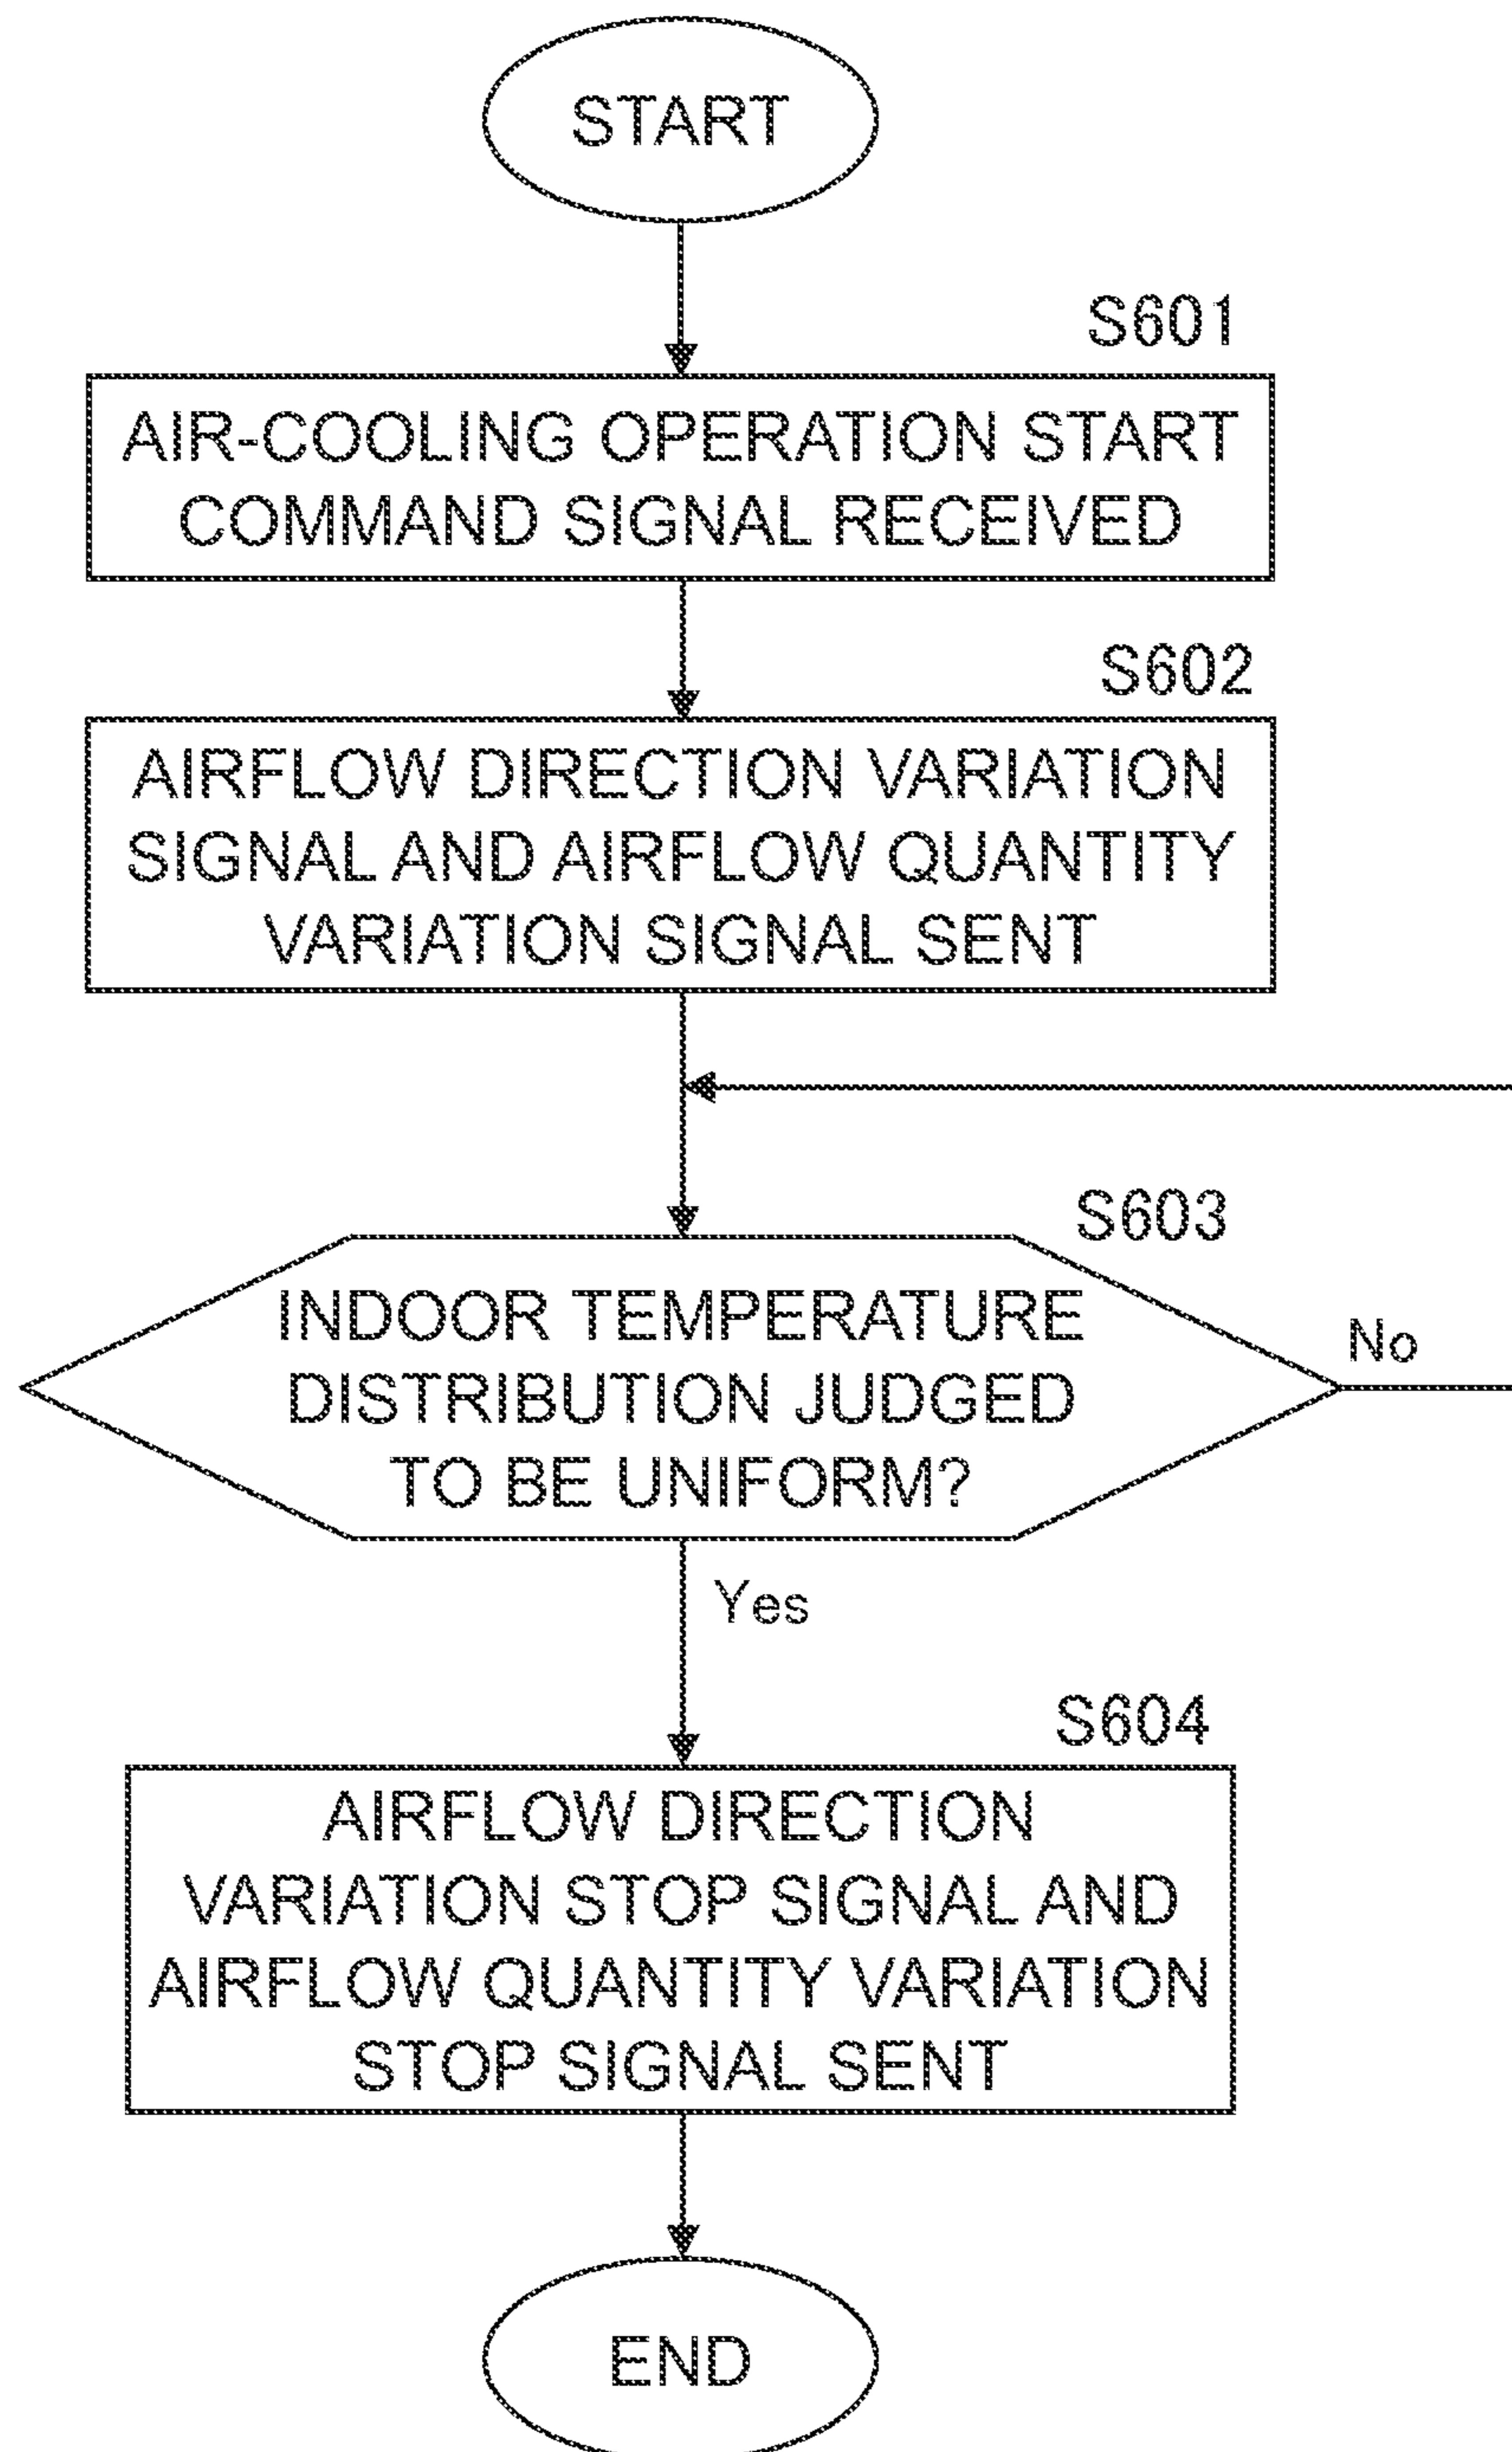 START
S601
AIR-COOLING OPERATION START
COMMAND SIGNAL RECEIVED
S602
AIRFLOW DIRECTION VARIATION
SIGNAL AND AIRFLOW QUANTITY
VARIATION SIGNAL SENT
S603
INDOOR TEMPERATURE
DISTRIBUTION JUDGED
TO BE UNIFORM?
No
Yes
S604
AIRFLOW DIRECTION
VARIATION STOP SIGNAL AND
AIRFLOW QUANTITY VARIATION
STOP SIGNAL SENT
END